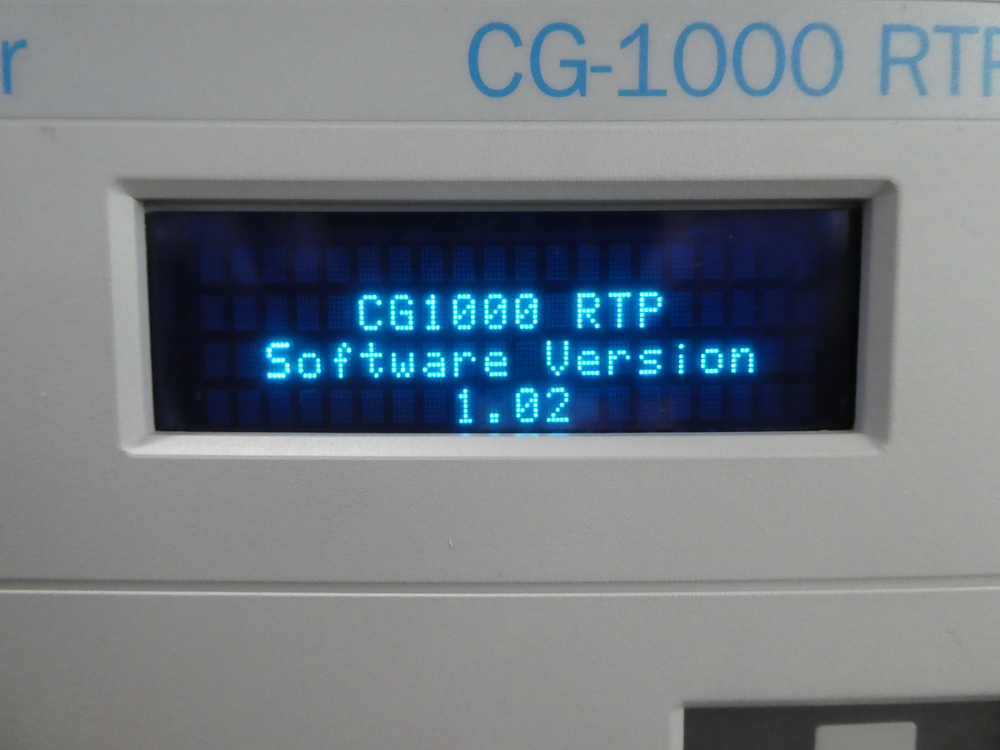 r CG-1000 RTP
CG1000 RTP
Software Version
1.02